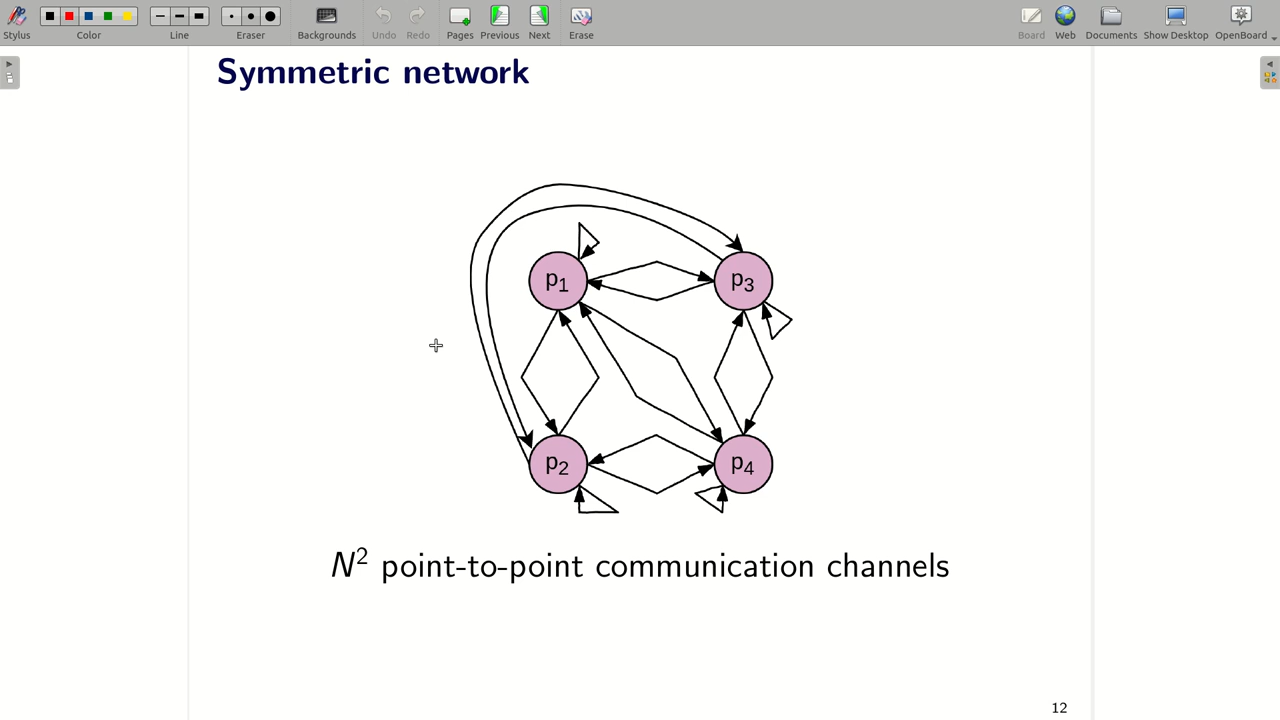 Stylus Color Line Eraser Backgrounds Undo Redo Pages Previous Next Erase Board Web Documents Show Desktop OpenBoard
Symmetric network
p1 p3
p2 p4
N² point-to-point communication channels
12